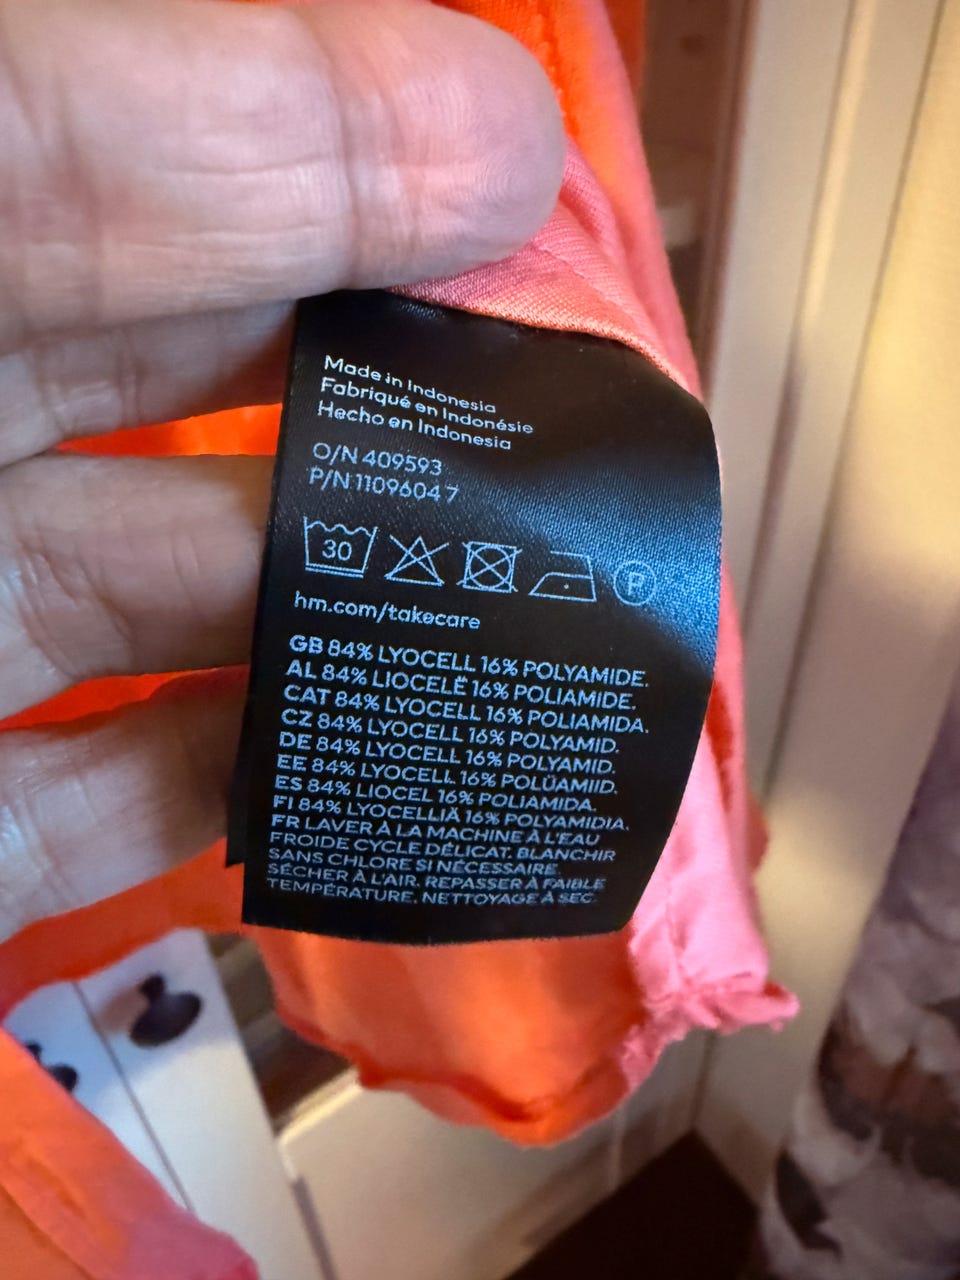 Made in Indonesia
Fabriqué en Indonésie
Hecho en Indonesia
O/N 409593
P/N 1109604 7
30
P
hm.com/takecare
GB 84% LYOCELL 16% POLYAMIDE.
AL 84% LIOCELË 16% POLIAMIDE.
CAT 84% LYOCELL 16% POLIAMIDA.
CZ 84% LYOCELL 16% POLYAMID.
DE 84% LYOCELL 16% POLYAMID.
EE 84% LYOCELL 16% POLÜAMIID.
ES 84% LIOCEL 16% POLIAMIDA.
FI 84% LYOCELLIÄ 16% POLYAMIDIA.
FR LAVER À LA MACHINE À L'EAU
FROIDE CYCLE DÉLICAT. BLANCHIR
SANS CHLORE SI NÉCESSAIRE.
SÉCHER À L'AIR. REPASSER À FAIBLE
TEMPÉRATURE. NETTOYAGE À SEC.